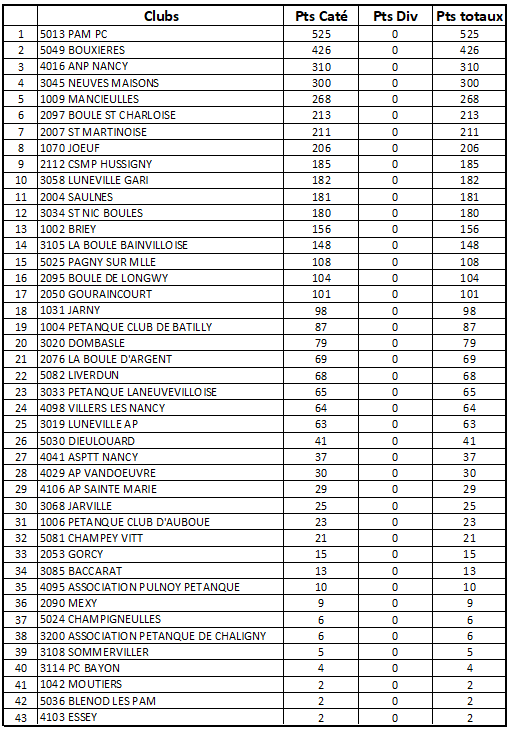 Clubs Pts Caté Pts Div Pts totaux
1 5013 PAM PC 525 0 525
2 5049 BOUXIERES 426 0 426
3 4016 ANP NANCY 310 0 310
4 3045 NEUVES MAISONS 300 0 300
5 1009 MANCIEULLES 268 0 268
6 2097 BOULE ST CHARLOISE 213 0 213
7 2007 ST MARTINOISE 211 0 211
8 1070 JOEUF 206 0 206
9 2112 CSMP HUSSIGNY 185 0 185
10 3058 LUNEVILLE GARI 182 0 182
11 2004 SAULNES 181 0 181
12 3034 ST NIC BOULES 180 0 180
13 1002 BRIEY 156 0 156
14 3105 LA BOULE BAINVILLOISE 148 0 148
15 5025 PAGNY SUR MLLE 108 0 108
16 2095 BOULE DE LONGWY 104 0 104
17 2050 GOURAINCOURT 101 0 101
18 1031 JARNY 98 0 98
19 1004 PETANQUE CLUB DE BATILLY 87 0 87
20 3020 DOMBASLE 79 0 79
21 2076 LA BOULE D'ARGENT 69 0 69
22 5082 LIVERDUN 68 0 68
23 3033 PETANQUE LANEUVEVILLOISE 65 0 65
24 4098 VILLERS LES NANCY 64 0 64
25 3019 LUNEVILLE AP 63 0 63
26 5030 DIEULOUARD 41 0 41
27 4041 ASPTT NANCY 37 0 37
28 4029 AP VANDOEUVRE 30 0 30
29 4106 AP SAINTE MARIE 29 0 29
30 3068 JARVILLE 25 0 25
31 1006 PETANQUE CLUB D'AUBOUE 23 0 23
32 5081 CHAMPEY VITT 21 0 21
33 2053 GORCY 15 0 15
34 3085 BACCARAT 13 0 13
35 4095 ASSOCIATION PULNOY PETANQUE 10 0 10
36 2090 MEXY 9 0 9
37 5024 CHAMPIGNEULLES 6 0 6
38 3200 ASSOCIATION PETANQUE DE CHALIGNY 6 0 6
39 3108 SOMMERVILLER 5 0 5
40 3114 PC BAYON 4 0 4
41 1042 MOUTIERS 2 0 2
42 5036 BLENOD LES PAM 2 0 2
43 4103 ESSEY 2 0 2